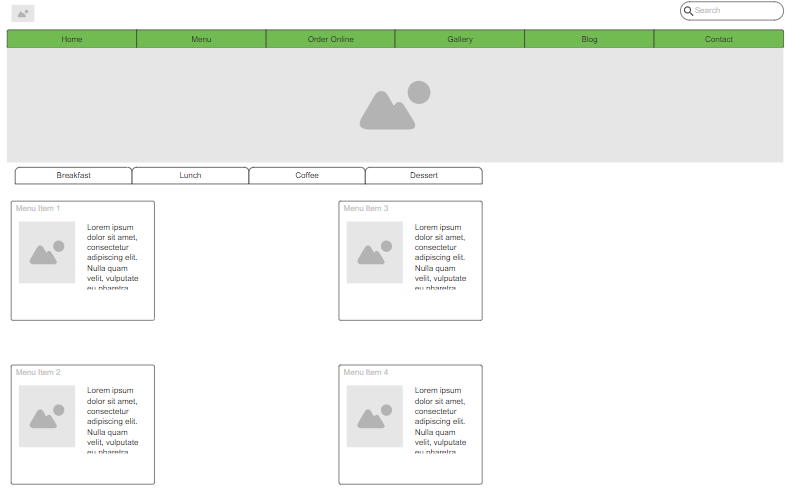 Search
Home
Menu
Order Online
Gallery
Blog
Contact
Breakfast
Lunch
Coffee
Dessert
Menu Item 1
Lorem ipsum
dolor sit amet,
consectetur
adipiscing elit.
Nulla quam
velit, vulputate
eu pharetra
Menu Item 3
Lorem ipsum
dolor sit amet,
consectetur
adipiscing elit.
Nulla quam
velit, vulputate
eu pharetra
Menu Item 2
Lorem ipsum
dolor sit amet,
consectetur
adipiscing elit.
Nulla quam
velit, vulputate
eu pharetra
Menu Item 4
Lorem ipsum
dolor sit amet,
consectetur
adipiscing elit.
Nulla quam
velit, vulputate
eu pharetra